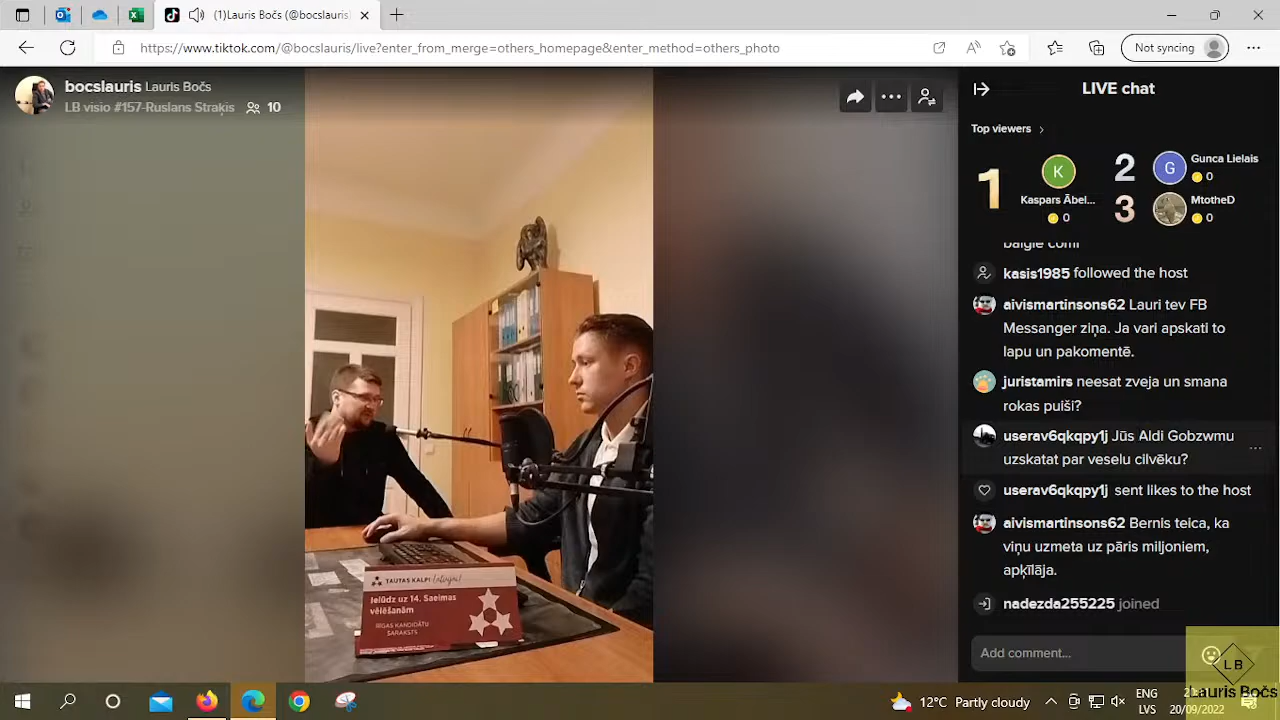 (1)Lauris Bočs (@bocslauris
https://www.tiktok.com/@bocslauris/live?enter_from_merge=others_homepage&enter_method=others_photo
Not syncing
bocslauris Lauris Bočs
LB visio #157-Ruslans Straķis 10
LIVE chat
Top viewers
1 K Kaspars Ābel... 0
2 G Gunca Lielais 0
3 MtotheD 0
kasis1985 followed the host
aivismartinsons62 Lauri tev FB
Messanger ziņa. Ja vari apskati to
lapu un pakomentē.
juristamirs neesat zveja un smana
rokas puiši?
userav6qkqpy1j Jūs Aldi Gobzwmu
uzskatat par veselu cilvēku?
userav6qkqpy1j sent likes to the host
aivismartinsons62 Bernis teica, ka
viņu uzmeta uz pāris miljoniem,
apķīlāja.
nadezda255225 joined
Add comment...
TAUTAS KALPI Latvijai!
Ielūdz uz 14. Saeimas
vēlēšanām
RĪGAS KANDIDĀTU
SARAKSTS
LB
Lauris Bočs
12°C Partly cloudy
ENG
LVS
20/09/2022